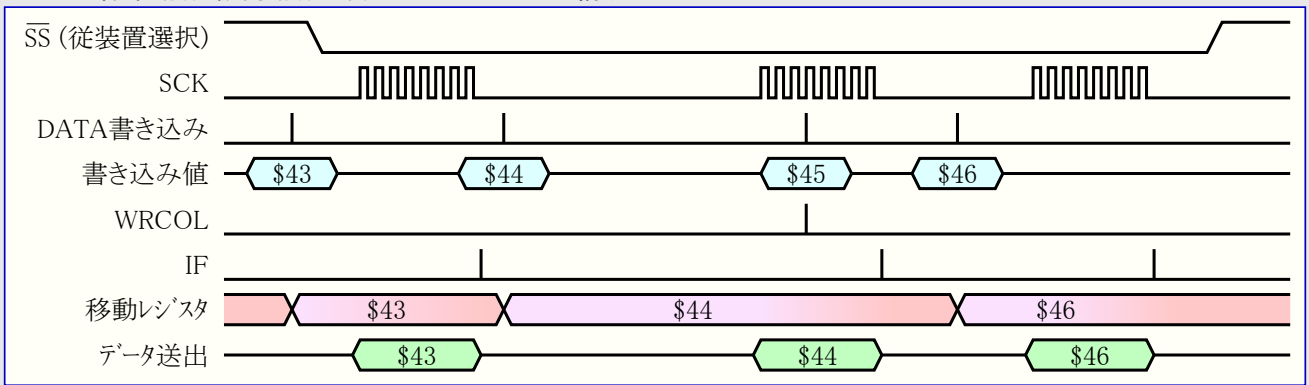 SS (従装置選択)
SCK
DATA書き込み
書き込み値 $43 $44 $45 $46
WRCOL
IF
移動レジスタ $43 $44 $46
データ送出 $43 $44 $46